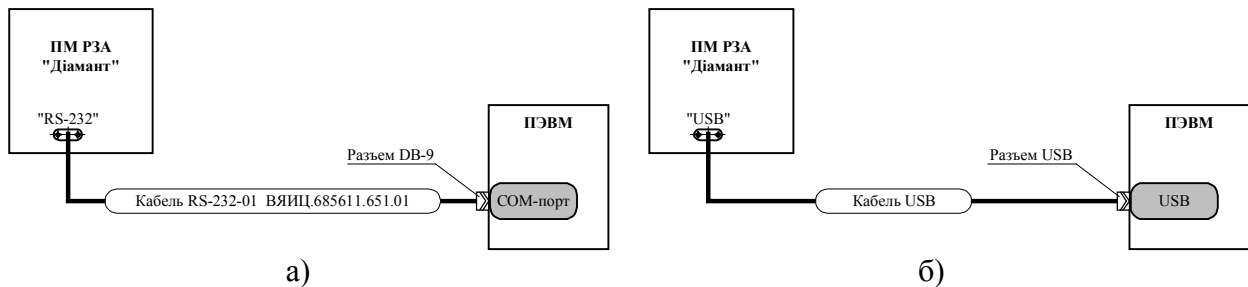 ПМ РЗА
"Діамант"
"RS-232"
ПЭВМ
Разъем DB-9
Кабель RS-232-01 ВЯИЦ.685611.651.01
COM-порт
а)
ПМ РЗА
"Діамант"
"USB"
ПЭВМ
Разъем USB
Кабель USB
USB
б)